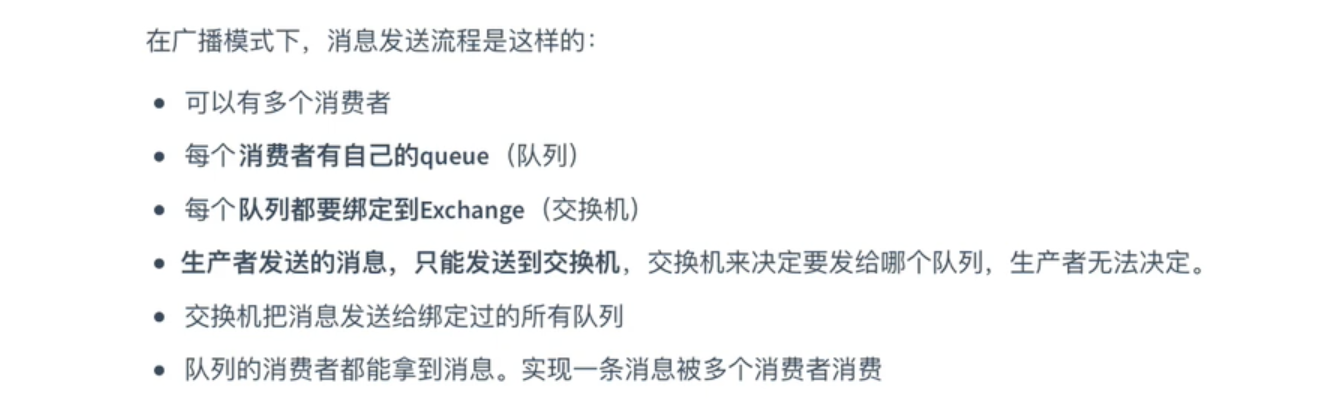 在广播模式下，消息发送流程是这样的：
• 可以有多个消费者
• 每个消费者有自己的queue（队列）
• 每个队列都要绑定到Exchange（交换机）
• 生产者发送的消息，只能发送到交换机，交换机来决定要发给哪个队列，生产者无法决定。
• 交换机把消息发送给绑定过的所有队列
• 队列的消费者都能拿到消息。实现一条消息被多个消费者消费